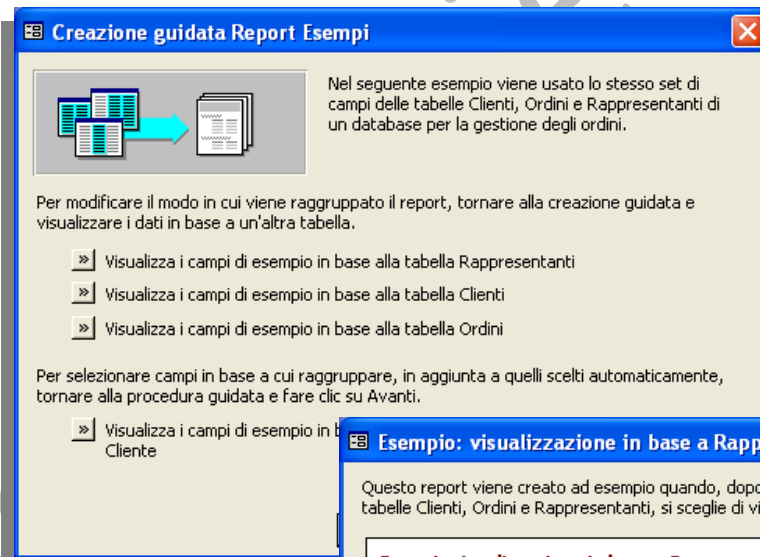 Creazione guidata Report Esempi
Nel seguente esempio viene usato lo stesso set di
campi delle tabelle Clienti, Ordini e Rappresentanti di
un database per la gestione degli ordini.
Per modificare il modo in cui viene raggruppato il report, tornare alla creazione guidata e
visualizzare i dati in base a un'altra tabella.
Visualizza i campi di esempio in base alla tabella Rappresentanti
Visualizza i campi di esempio in base alla tabella Clienti
Visualizza i campi di esempio in base alla tabella Ordini
Per selezionare campi in base a cui raggruppare, in aggiunta a quelli scelti automaticamente,
tornare alla procedura guidata e fare clic su Avanti.
Visualizza i campi di esempio in
Cliente
Esempio: visualizzazione in base a Rapp
Questo report viene creato ad esempio quando, dopo
tabelle Clienti, Ordini e Rappresentanti, si sceglie di vi